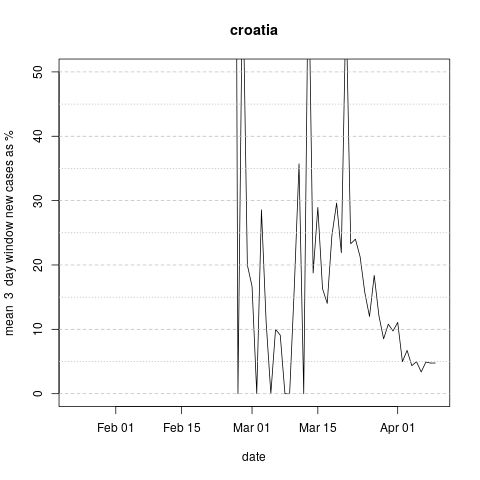 croatia
mean  3  day window new cases as %
50
40
30
20
10
0
Feb 01
Feb 15
Mar 01
Mar 15
Apr 01
date